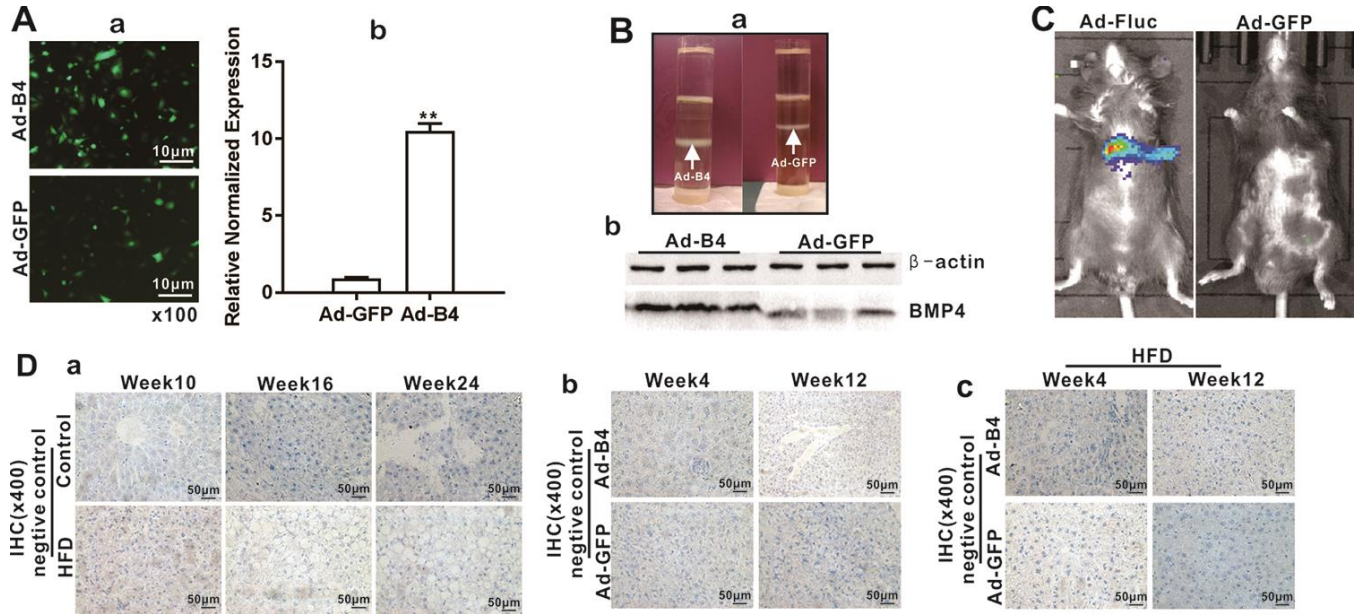 A
a
Ad-B4
10μm
Ad-GFP
10μm
x100
b
Relative Normalized Expression
15
10
5
0
**
Ad-GFP Ad-B4
B
a
Ad-B4
Ad-GFP
b
Ad-B4 Ad-GFP
β-actin
BMP4
C
Ad-Fluc Ad-GFP
D
a
Week10 Week16 Week24
IHC(x400)
negtive control
Control
HFD
50μm 50μm 50μm
50μm 50μm 50μm
b
Week4 Week12
IHC(x400)
negtive control
Ad-B4
Ad-GFP
50μm 50μm
50μm 50μm
c
HFD
Week4 Week12
IHC(x400)
negtive control
Ad-B4
Ad-GFP
50μm 50μm
50μm 50μm